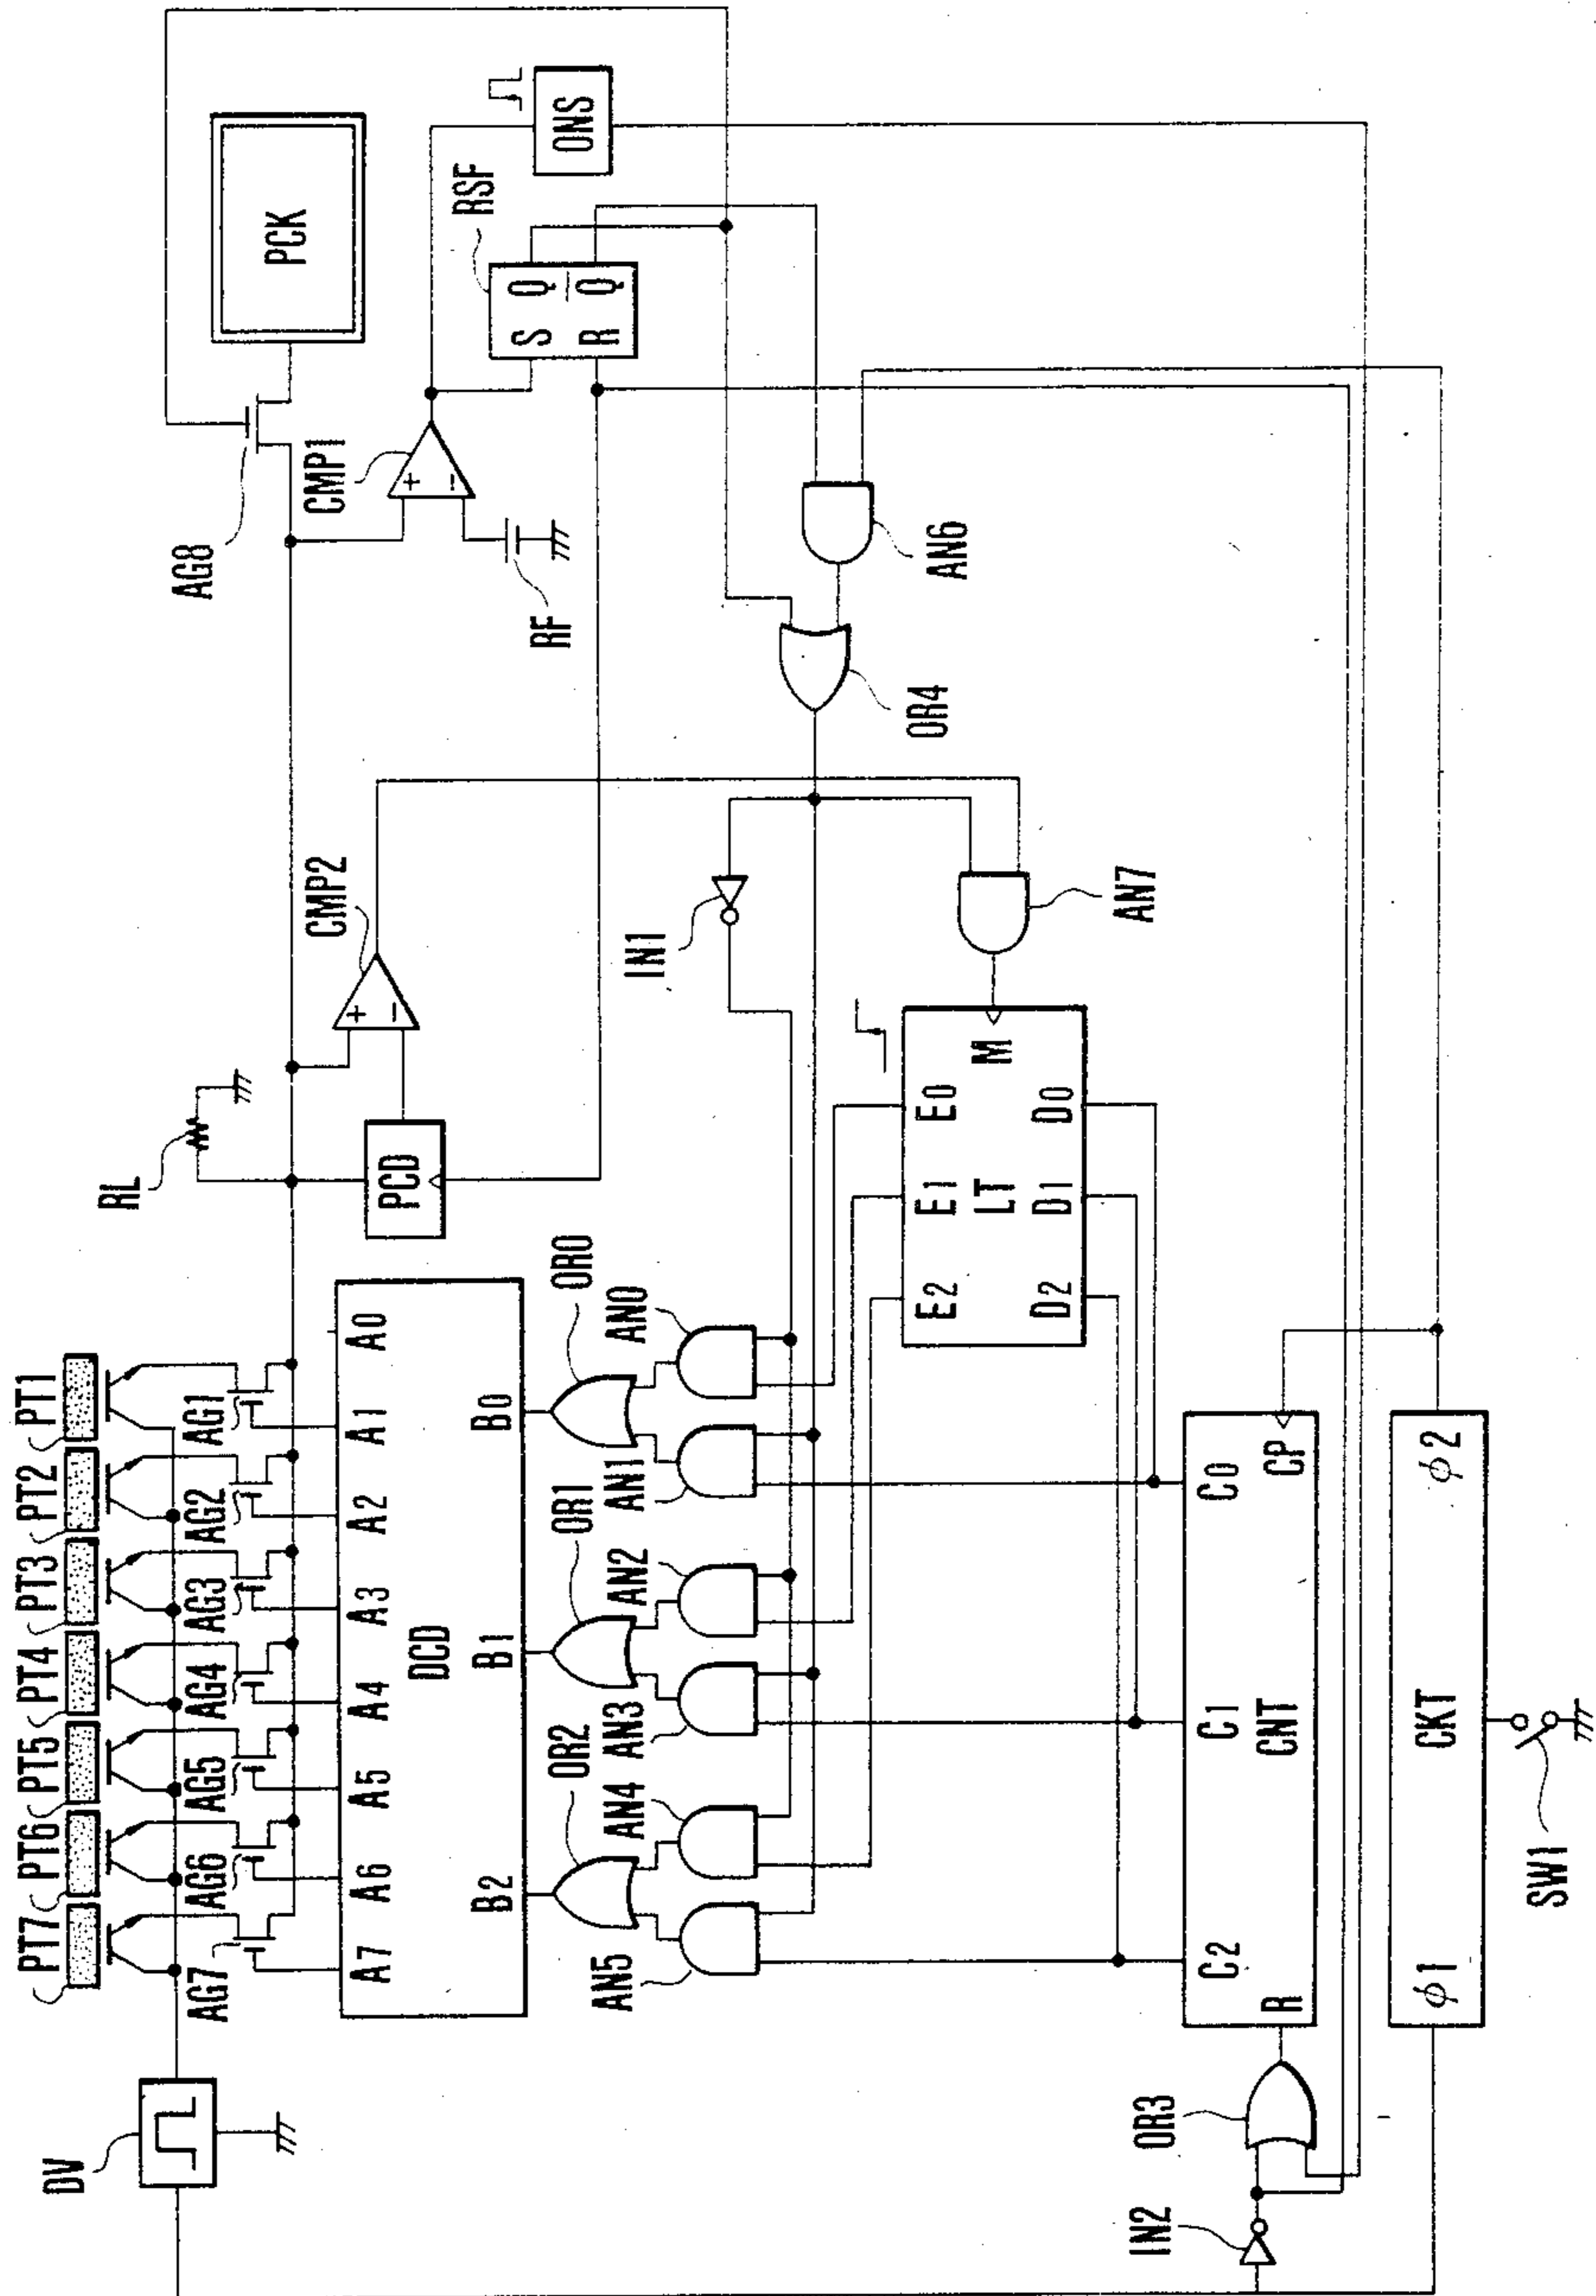 PCK
ONS
RSF
S Q
R Q
AG8
CMP1
+
−
RF
AN6
OR4
CMP2
+
−
RL
PCD
IN1
AN7
M
E2 E1 E0
LT
D2 D1 D0
PT7 PT6 PT5 PT4 PT3 PT2 PT1
AG7 AG6 AG5 AG4 AG3 AG2 AG1
A7 A6 A5 A4 A3 A2 A1 A0
DCD
B2 B1 B0
OR2 OR1 OR0
AN5 AN4 AN3 AN2 AN1 AN0
DV
C2 C1 C0
R CNT CP
OR3
IN2
φ1 CKT φ2
SW1